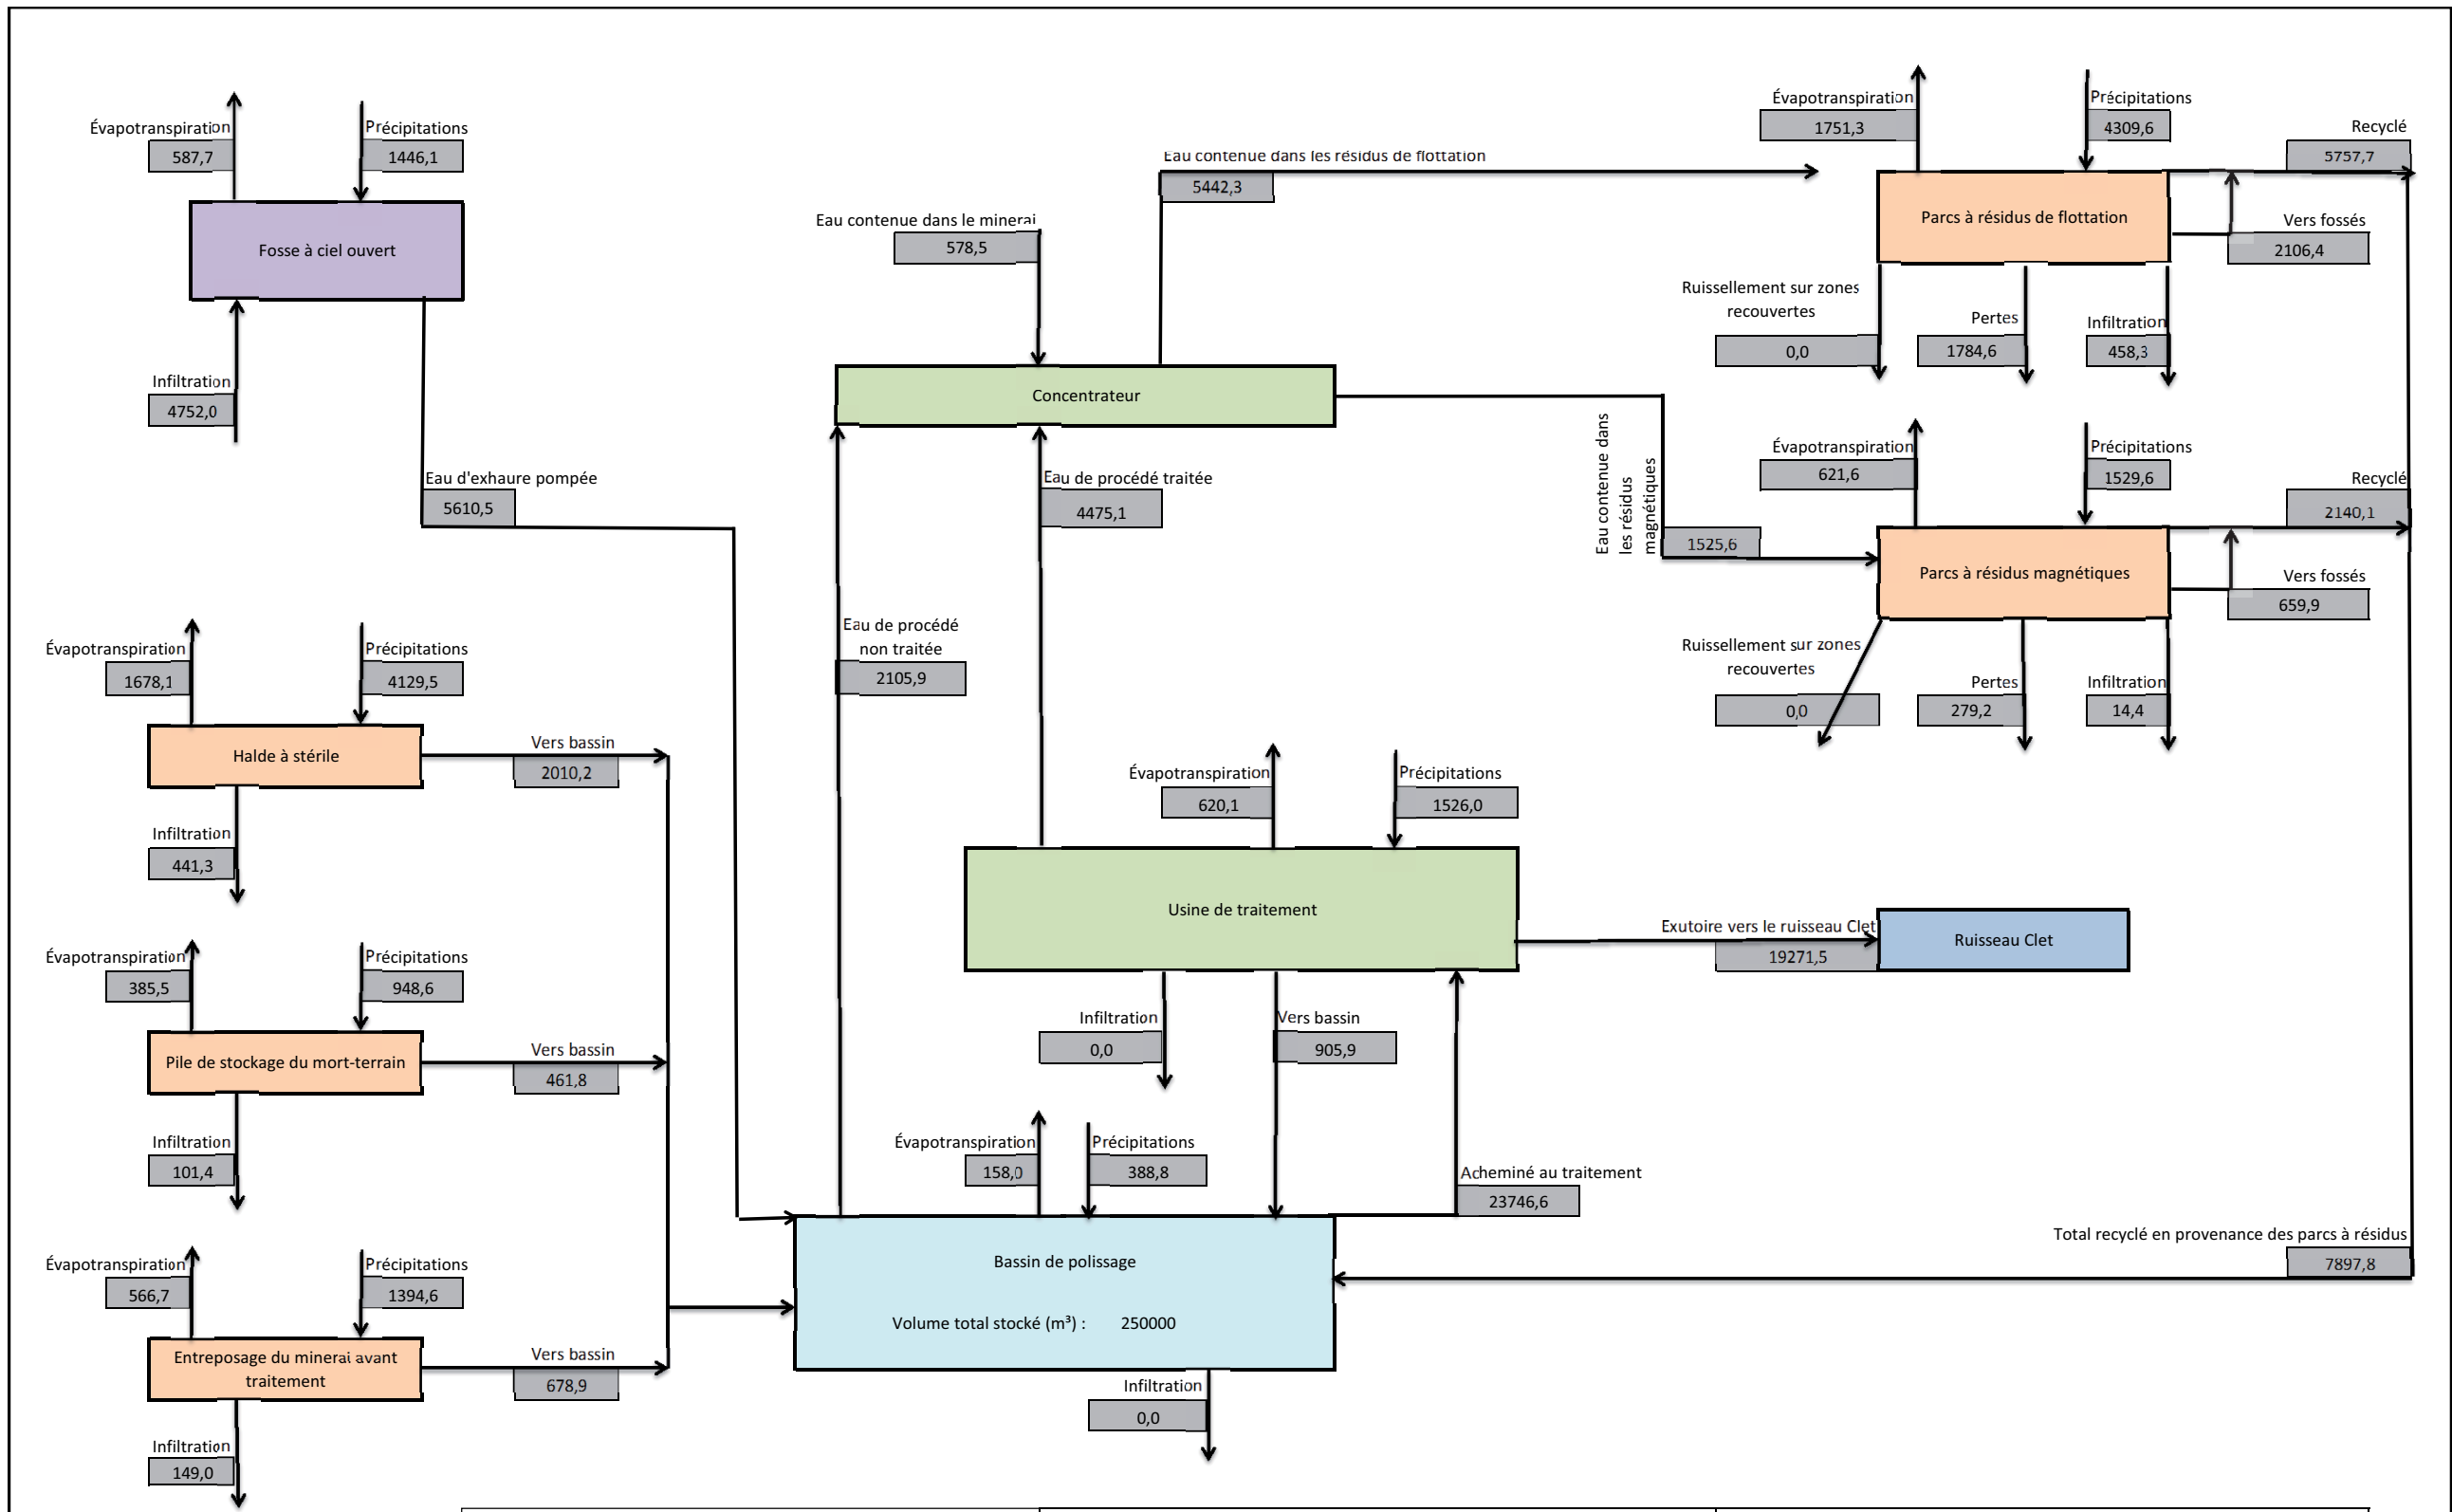 Évapotranspiration
587,7
Précipitations
1446,1
Fosse à ciel ouvert
Infiltration
4752,0
Eau d'exhaure pompée
5610,5
Évapotranspiration
1678,1
Précipitations
4129,5
Halde à stérile
Vers bassin
2010,2
Infiltration
441,3
Évapotranspiration
385,5
Précipitations
948,6
Pile de stockage du mort-terrain
Vers bassin
461,8
Infiltration
101,4
Évapotranspiration
566,7
Précipitations
1394,6
Entreposage du minerai avant
traitement
Vers bassin
678,9
Infiltration
149,0
Eau contenue dans les résidus de flottation
5442,3
Eau contenue dans le minerai
578,5
Concentrateur
Eau de procédé traitée
4475,1
Eau de procédé
non traitée
2105,9
Eau contenue dans
les résidus
magnétiques
1525,6
Évapotranspiration
620,1
Précipitations
1526,0
Usine de traitement
Exutoire vers le ruisseau Clet
19271,5
Ruisseau Clet
Infiltration
0,0
Vers bassin
905,9
Évapotranspiration
158,0
Précipitations
388,8
Acheminé au traitement
23746,6
Bassin de polissage
Volume total stocké (m³) : 250000
Infiltration
0,0
Évapotranspiration
1751,3
Précipitations
4309,6
Recyclé
5757,7
Parcs à résidus de flottation
Vers fossés
2106,4
Ruissellement sur zones
recouvertes
0,0
Pertes
1784,6
Infiltration
458,3
Évapotranspiration
621,6
Précipitations
1529,6
Recyclé
2140,1
Parcs à résidus magnétiques
Vers fossés
659,9
Ruissellement sur zones
recouvertes
0,0
Pertes
279,2
Infiltration
14,4
Total recyclé en provenance des parcs à résidus
7897,8